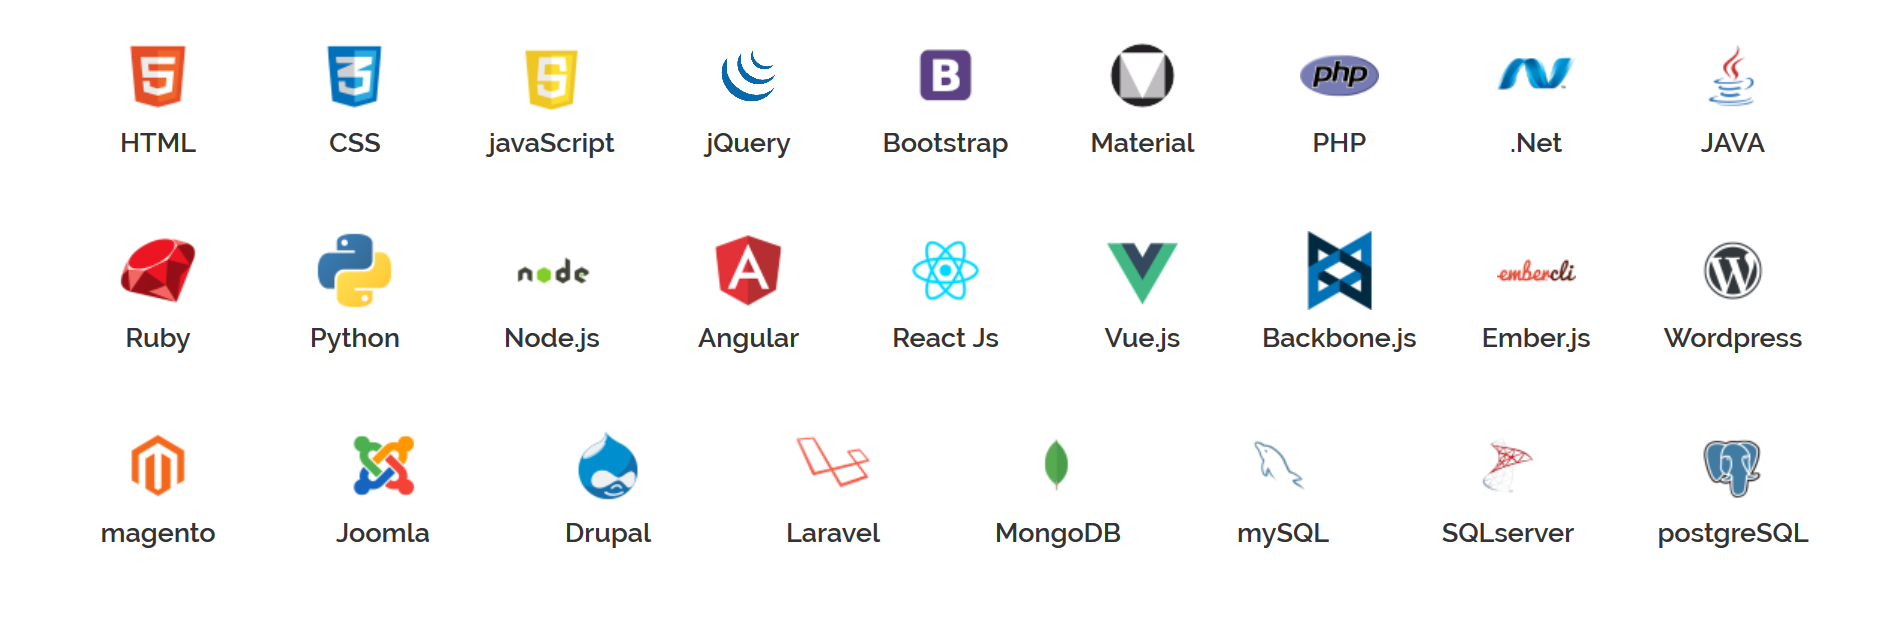 5 3 5 B php
HTML CSS javaScript jQuery Bootstrap Material PHP .Net JAVA
node A embercli W
Ruby Python Node.js Angular React Js Vue.js Backbone.js Ember.js Wordpress
magento Joomla Drupal Laravel MongoDB mySQL SQLserver postgreSQL